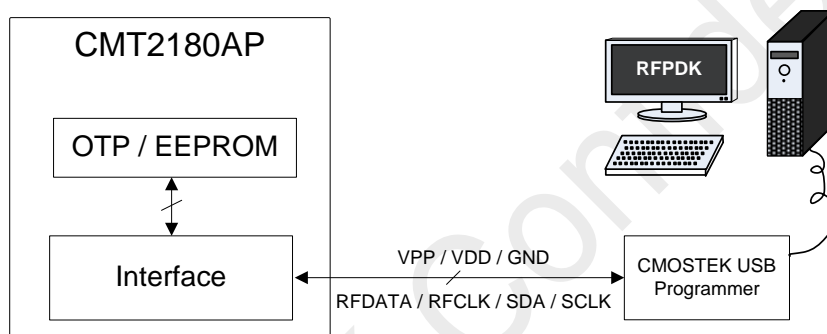 CMT2180AP
RFPDK
OTP / EEPROM
Interface
VPP / VDD / GND
RFDATA / RFCLK / SDA / SCLK
CMOSTEK USB
Programmer